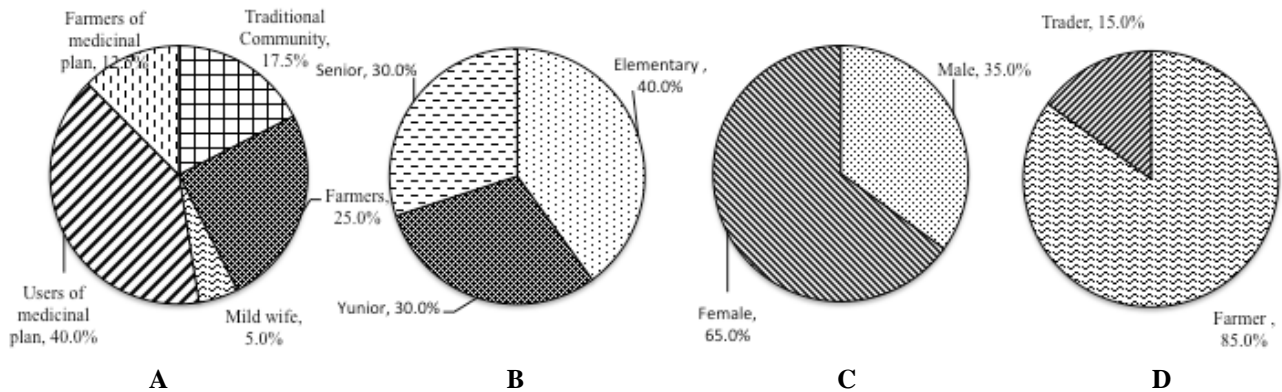 Farmers of
medicinal
plan, 12.5%
Traditional
Community,
17.5%
Farmers,
25.0%
Mild wife,
5.0%
Users of
medicinal
plan, 40.0%
A
Senior, 30.0%
Elementary ,
40.0%
Yunior, 30.0%
B
Male, 35.0%
Female,
65.0%
C
Trader, 15.0%
Farmer ,
85.0%
D